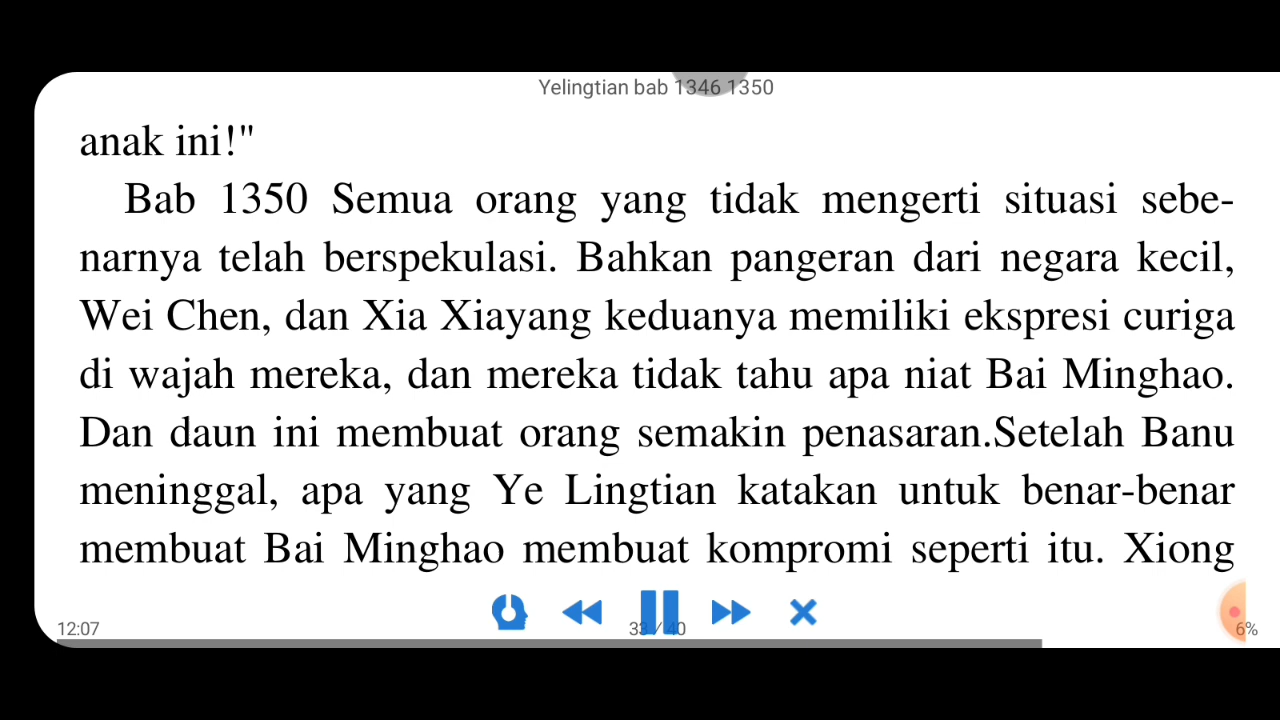 Yelingtian bab 1346 1350
anak ini!"
Bab 1350 Semua orang yang tidak mengerti situasi sebe-
narnya telah berspekulasi. Bahkan pangeran dari negara kecil,
Wei Chen, dan Xia Xiayang keduanya memiliki ekspresi curiga
di wajah mereka, dan mereka tidak tahu apa niat Bai Minghao.
Dan daun ini membuat orang semakin penasaran.Setelah Banu
meninggal, apa yang Ye Lingtian katakan untuk benar-benar
membuat Bai Minghao membuat kompromi seperti itu. Xiong
12:07
33 / 40
6%